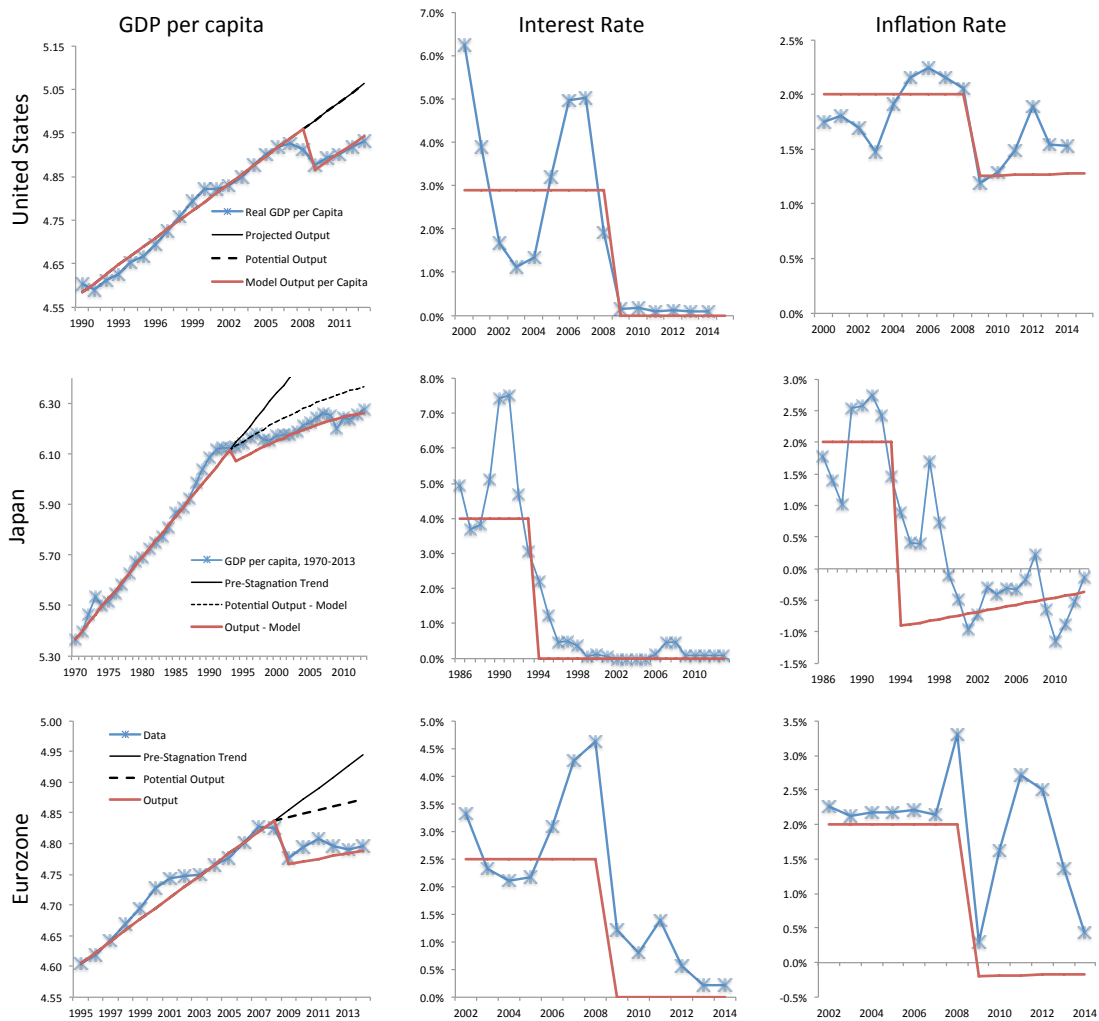 GDP per capita
Interest Rate
Inflation Rate
United States
5.15
5.05
4.95
4.85
4.75
4.65
4.55
Real GDP per Capita
Projected Output
Potential Output
Model Output per Capita
1990 1993 1996 1999 2002 2005 2008 2011
7.0%
6.0%
5.0%
4.0%
3.0%
2.0%
1.0%
0.0%
2000 2002 2004 2006 2008 2010 2012 2014
2.5%
2.0%
1.5%
1.0%
0.5%
0.0%
2000 2002 2004 2006 2008 2010 2012 2014
Japan
6.30
6.10
5.90
5.70
5.50
5.30
GDP per capita, 1970-2013
Pre-Stagnation Trend
Potential Output - Model
Output - Model
1970 1975 1980 1985 1990 1995 2000 2005 2010
8.0%
7.0%
6.0%
5.0%
4.0%
3.0%
2.0%
1.0%
0.0%
1986 1990 1994 1998 2002 2006 2010
3.0%
2.5%
2.0%
1.5%
1.0%
0.5%
0.0%
-0.5%
-1.0%
-1.5%
1986 1990 1994 1998 2002 2006 2010
Eurozone
5.00
4.95
4.90
4.85
4.80
4.75
4.70
4.65
4.60
4.55
Data
Pre-Stagnation Trend
Potential Output
Output
1995 1997 1999 2001 2003 2005 2007 2009 2011 2013
5.0%
4.5%
4.0%
3.5%
3.0%
2.5%
2.0%
1.5%
1.0%
0.5%
0.0%
2002 2004 2006 2008 2010 2012 2014
3.5%
3.0%
2.5%
2.0%
1.5%
1.0%
0.5%
0.0%
-0.5%
2002 2004 2006 2008 2010 2012 2014